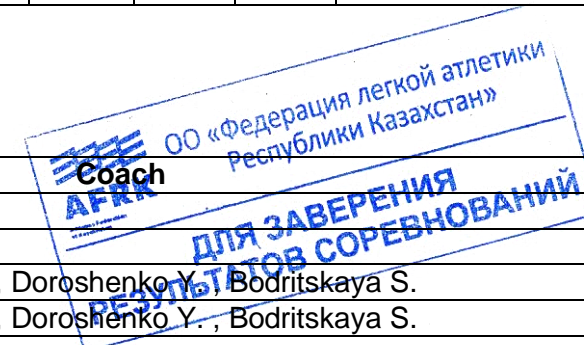 ОО «Федерация легкой атлетики
Республики Казахстан»
AFRK
Coach
ДЛЯ ЗАВЕРЕНИЯ
РЕЗУЛЬТАТОВ СОРЕВНОВАНИЙ
Doroshenko Y. , Bodritskaya S.
Doroshenko Y. , Bodritskaya S.